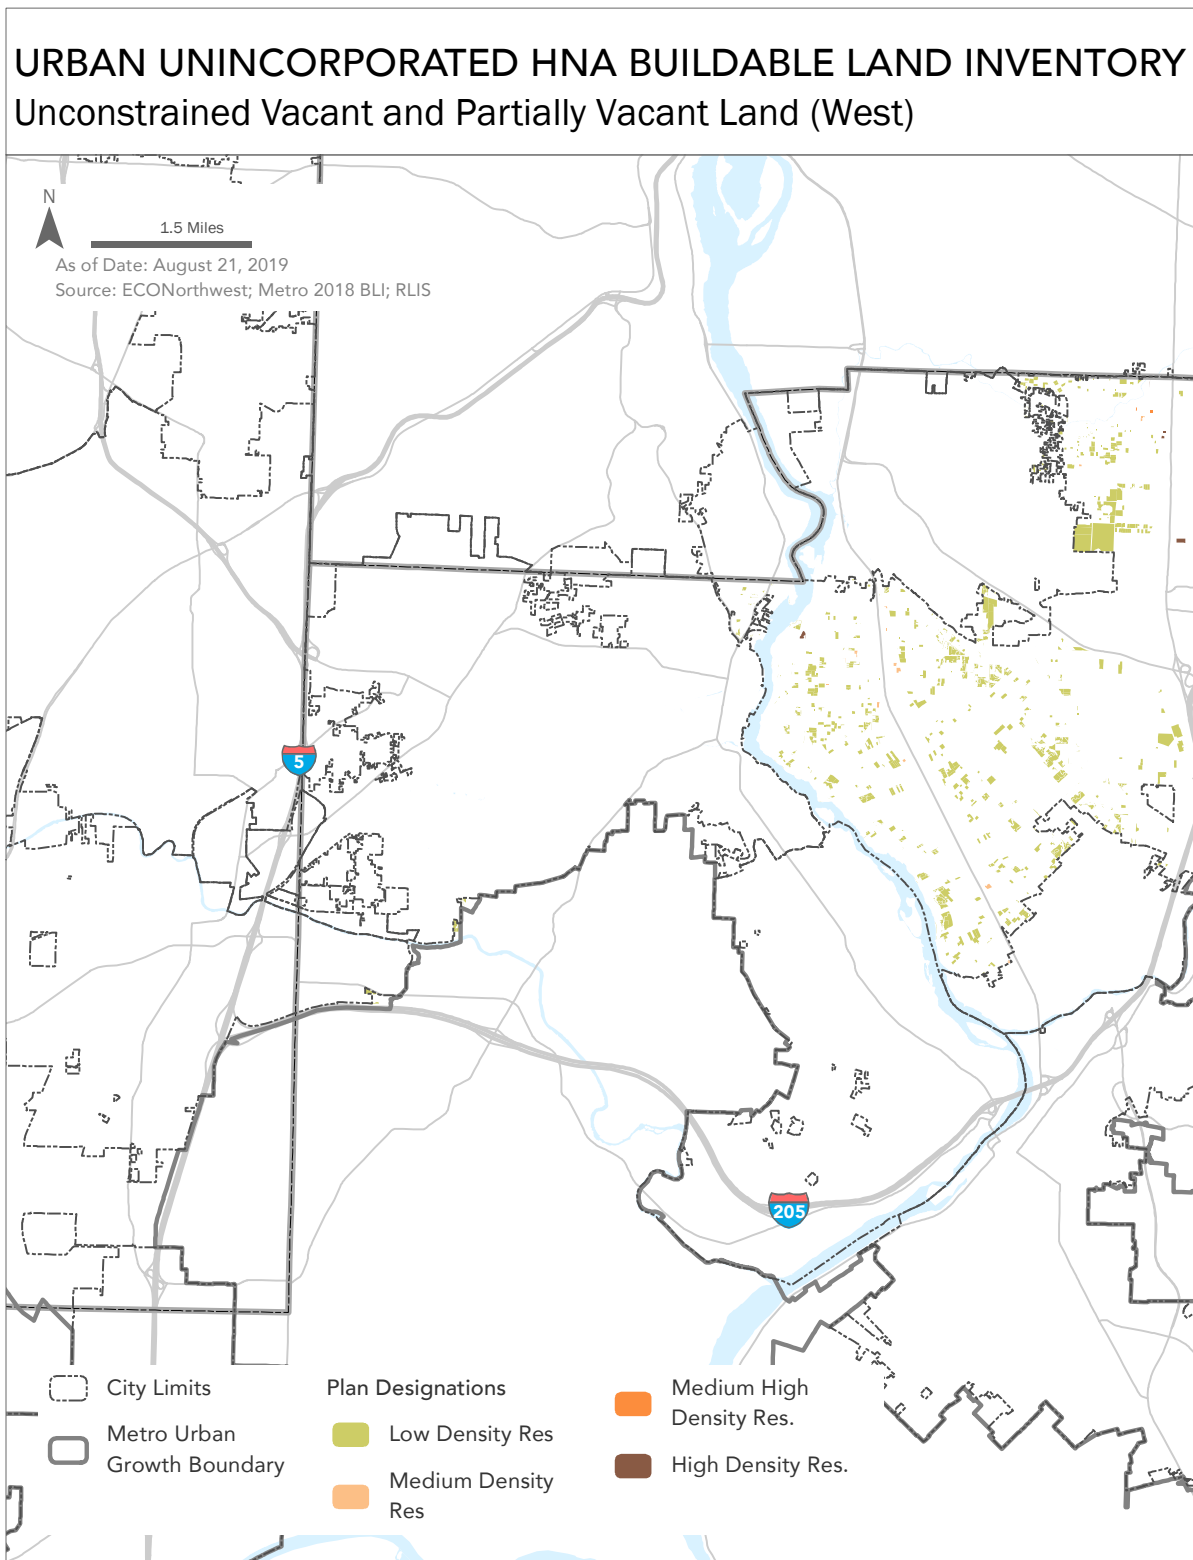 URBAN UNINCORPORATED HNA BUILDABLE LAND INVENTORY
Unconstrained Vacant and Partially Vacant Land (West)
N
1.5 Miles
As of Date: August 21, 2019
Source: ECONorthwest; Metro 2018 BLI; RLIS
5
205
City Limits
Metro Urban
Growth Boundary
Plan Designations
Low Density Res
Medium Density
Res
Medium High
Density Res.
High Density Res.